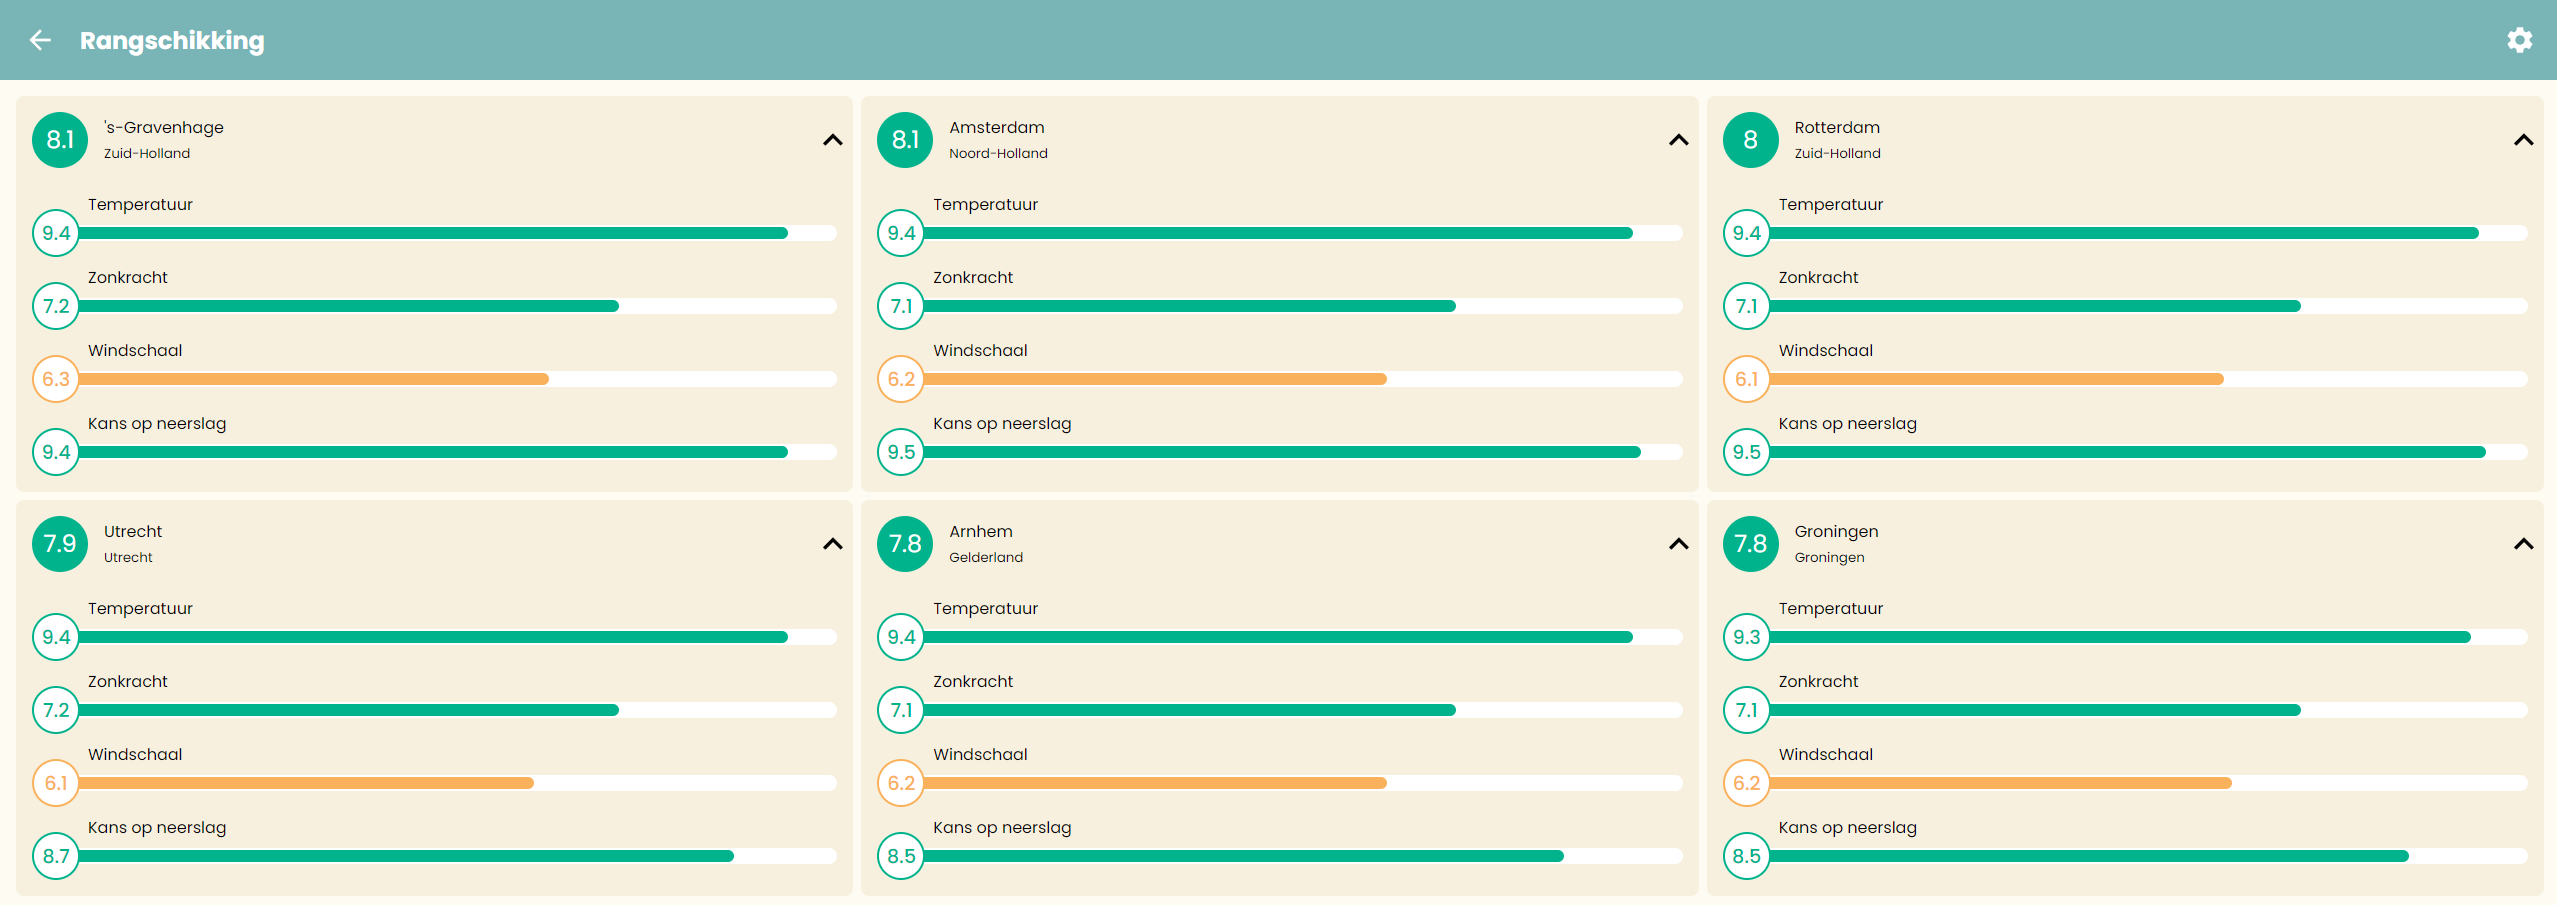 Rangschikking
8.1
's-Gravenhage
Zuid-Holland
Temperatuur
9.4
Zonkracht
7.2
Windschaal
6.3
Kans op neerslag
9.4
8.1
Amsterdam
Noord-Holland
Temperatuur
9.4
Zonkracht
7.1
Windschaal
6.2
Kans op neerslag
9.5
8
Rotterdam
Zuid-Holland
Temperatuur
9.4
Zonkracht
7.1
Windschaal
6.1
Kans op neerslag
9.5
7.9
Utrecht
Utrecht
Temperatuur
9.4
Zonkracht
7.2
Windschaal
6.1
Kans op neerslag
8.7
7.8
Arnhem
Gelderland
Temperatuur
9.4
Zonkracht
7.1
Windschaal
6.2
Kans op neerslag
8.5
7.8
Groningen
Groningen
Temperatuur
9.3
Zonkracht
7.1
Windschaal
6.2
Kans op neerslag
8.5